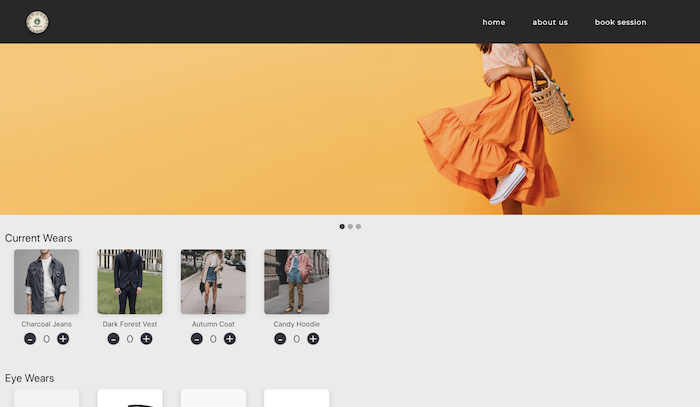 home about us book session
Current Wears
Charcoal Jeans Dark Forest Vest Autumn Coat Candy Hoodie
- 0 + - 0 + - 0 + - 0 +
Eye Wears